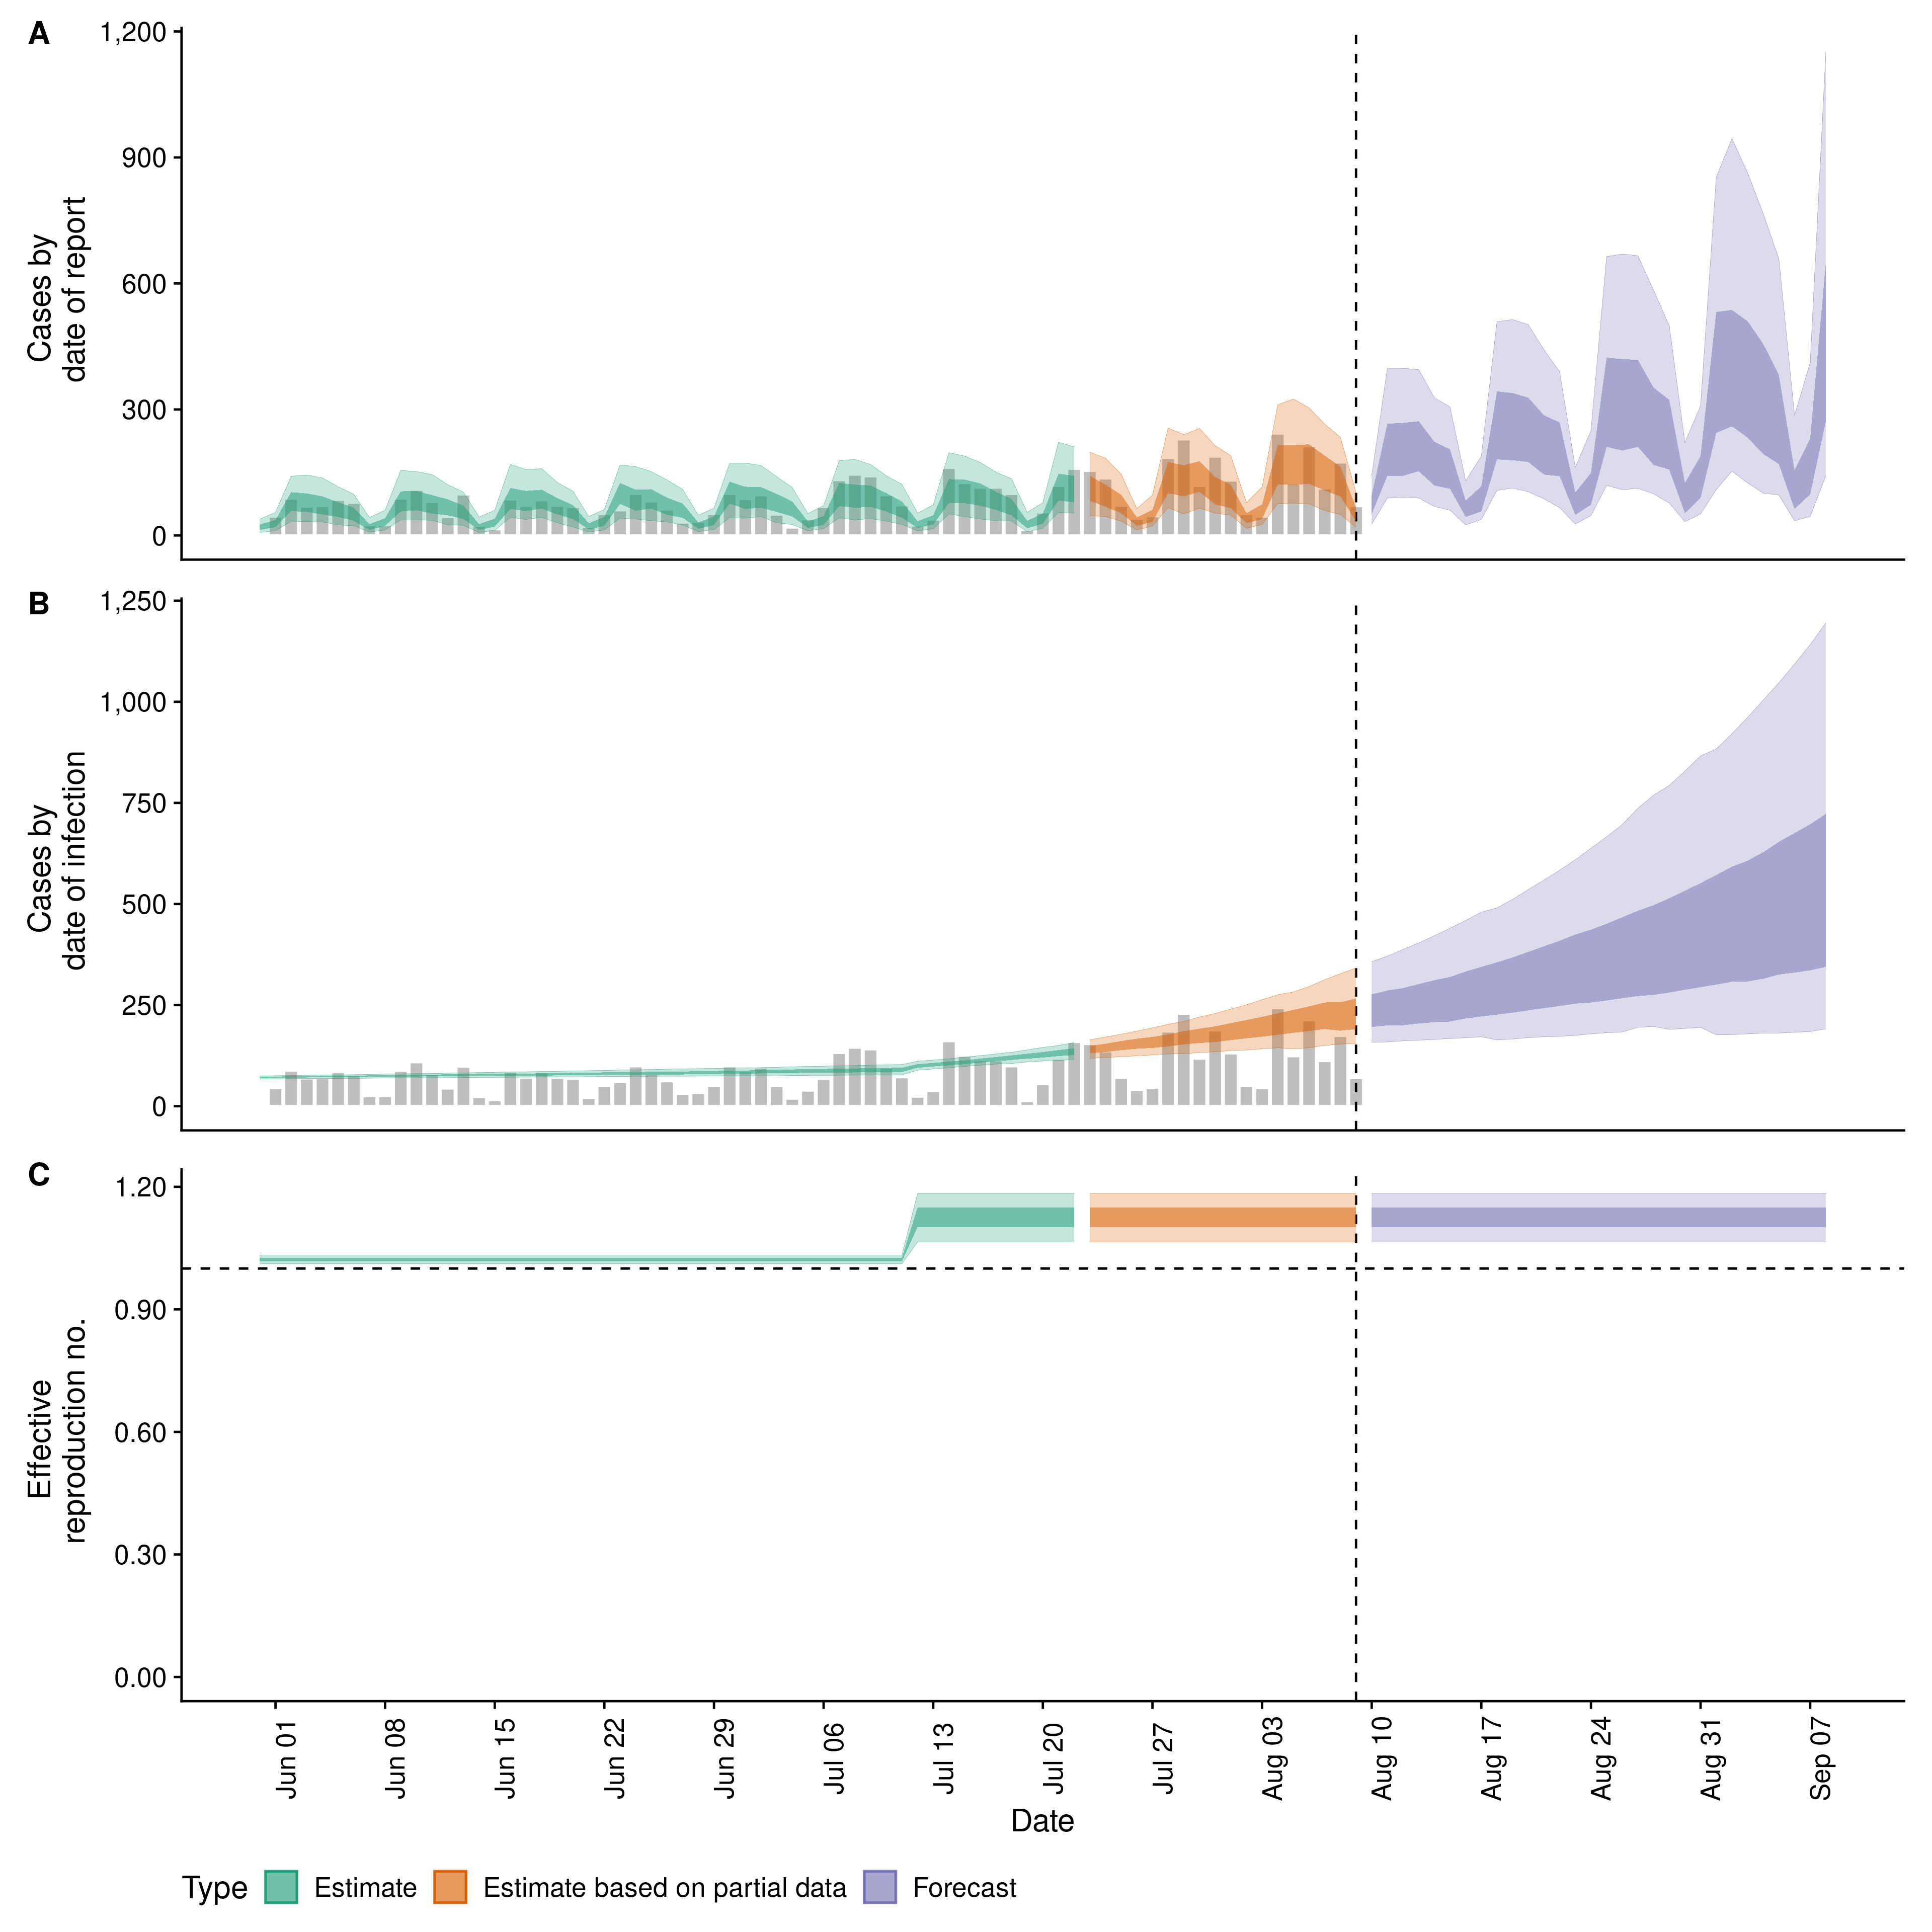 A
1,200
900
600
300
0
Cases by
date of report
B
1,250
1,000
750
500
250
0
Cases by
date of infection
C
1.20
0.90
0.60
0.30
0.00
Effective
reproduction no.
Jun 01
Jun 08
Jun 15
Jun 22
Jun 29
Jul 06
Jul 13
Jul 20
Jul 27
Aug 03
Aug 10
Aug 17
Aug 24
Aug 31
Sep 07
Date
Type Estimate Estimate based on partial data Forecast